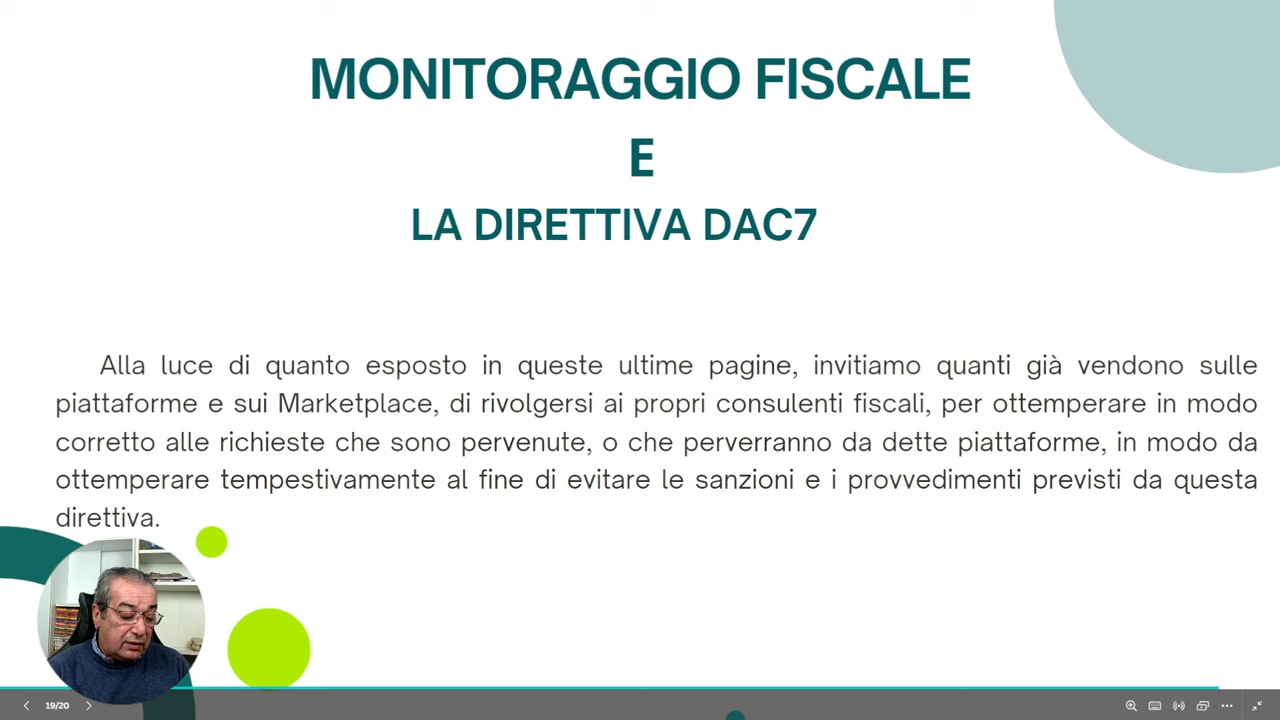 MONITORAGGIO FISCALE
E
LA DIRETTIVA DAC7
Alla luce di quanto esposto in queste ultime pagine, invitiamo quanti già vendono sulle
piattaforme e sui Marketplace, di rivolgersi ai propri consulenti fiscali, per ottemperare in modo
corretto alle richieste che sono pervenute, o che perverranno da dette piattaforme, in modo da
ottemperare tempestivamente al fine di evitare le sanzioni e i provvedimenti previsti da questa
direttiva.
19/20